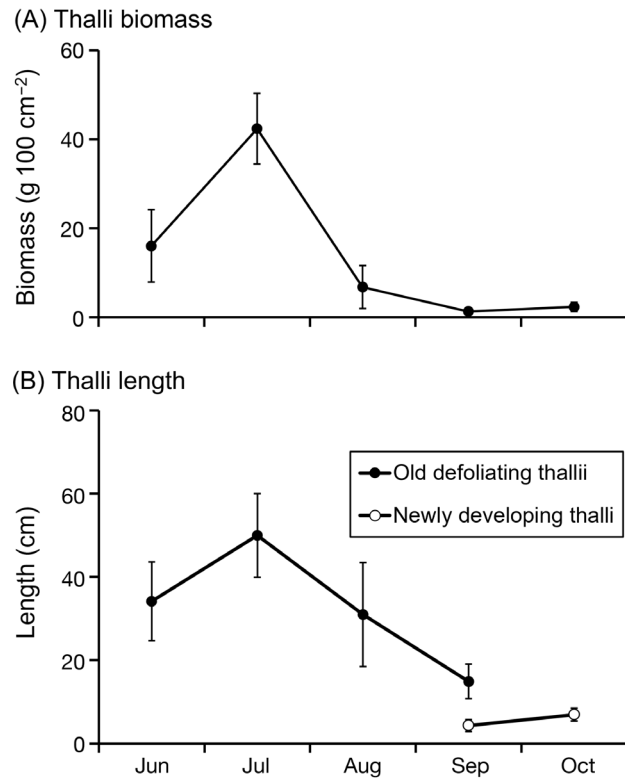 (A) Thalli biomass
60
40
20
0
Biomass (g 100 cm⁻²)
(B) Thalli length
80
60
40
20
0
Length (cm)
Old defoliating thallii
Newly developing thalli
Jun Jul Aug Sep Oct